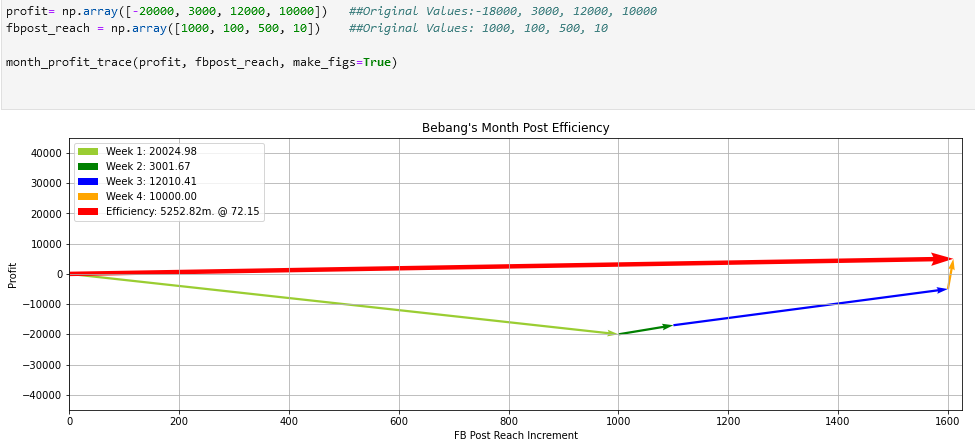 profit= np.array([-20000, 3000, 12000, 10000])   ##Original Values:-18000, 3000, 12000, 10000
fbpost_reach = np.array([1000, 100, 500, 10])    ##Original Values: 1000, 100, 500, 10
month_profit_trace(profit, fbpost_reach, make_figs=True)
Bebang's Month Post Efficiency
Week 1: 20024.98
Week 2: 3001.67
Week 3: 12010.41
Week 4: 10000.00
Efficiency: 5252.82m. @ 72.15
Profit
40000
30000
20000
10000
0
−10000
−20000
−30000
−40000
0 200 400 600 800 1000 1200 1400 1600
FB Post Reach Increment